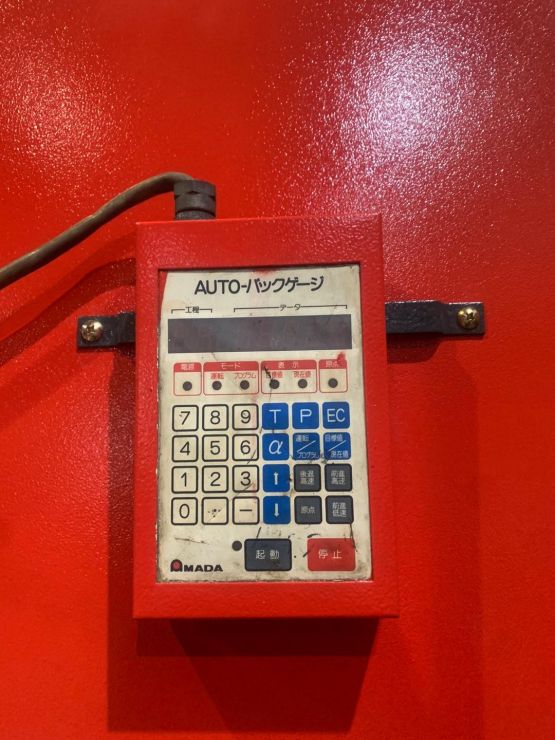 AUTO-バックゲージ
工程 データー
電源 モード 表示 原点
運転 プログラム 目標値 現在値
7 8 9 T P EC
4 5 6 α 運転/プログラム 目標値/現在値
1 2 3 ↑ 後退高速 前進高速
0 . − ↓ 原点 前進低速
起動 停止
AMADA